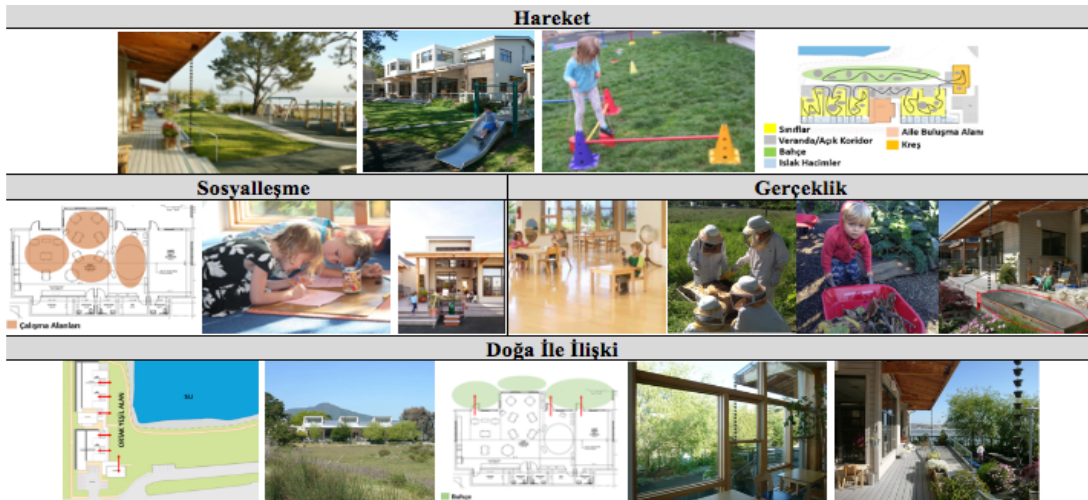 Hareket
Sınıflar
Veranda/Açık Koridor
Bahçe
Islak Hacimler
Aile Buluşma Alanı
Kreş
Sosyalleşme
Gerçeklik
Çalışma Alanları
Doğa İle İlişki
ORTAK YEŞİL ALAN
SU
Bahçe